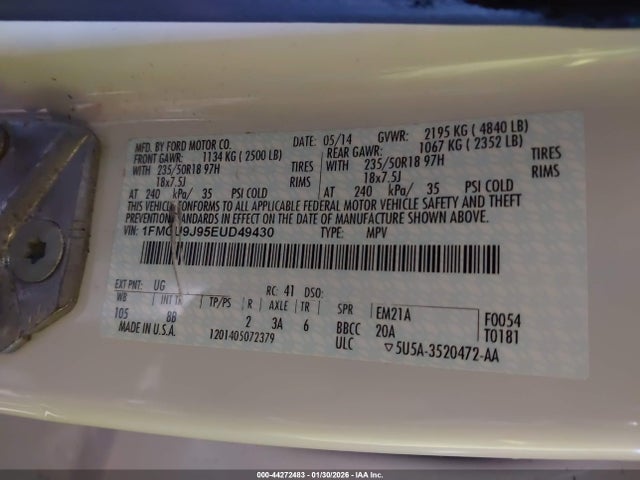 MFD. BY FORD MOTOR CO. DATE: 05/14 GVWR: 2195 KG ( 4840 LB)
FRONT GAWR: 1134 KG ( 2500 LB) REAR GAWR: 1067 KG ( 2352 LB)
WITH 235/50R18 97H TIRES WITH 235/50R18 97H TIRES
18x7.5J RIMS 18x7.5J RIMS
AT 240 kPa/ 35 PSI COLD AT 240 kPa/ 35 PSI COLD
THIS VEHICLE CONFORMS TO ALL APPLICABLE FEDERAL MOTOR VEHICLE SAFETY AND THEFT
PREVENTION STANDARDS IN EFFECT ON THE DATE OF MANUFACTURE SHOWN ABOVE.
VIN: 1FMCU9J95EUD49430 TYPE: MPV
EXT PNT: UG RC: 41 DSO:
WB INT TR TP/PS R AXLE TR SPR EM21A F0054
105 8B 2 3A 6 BBCC 20A T0181
MADE IN U.S.A. 1201405072379 ULC ▽5U5A-3520472-AA
000-44272483 | 01/30/2026 | IAA Inc.